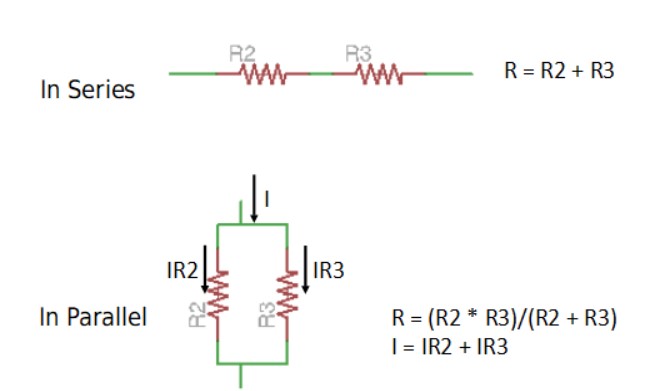 R2
R3
In Series
R = R2 + R3
I
IR2
IR3
R2
R3
In Parallel
R = (R2 * R3)/(R2 + R3)
I = IR2 + IR3